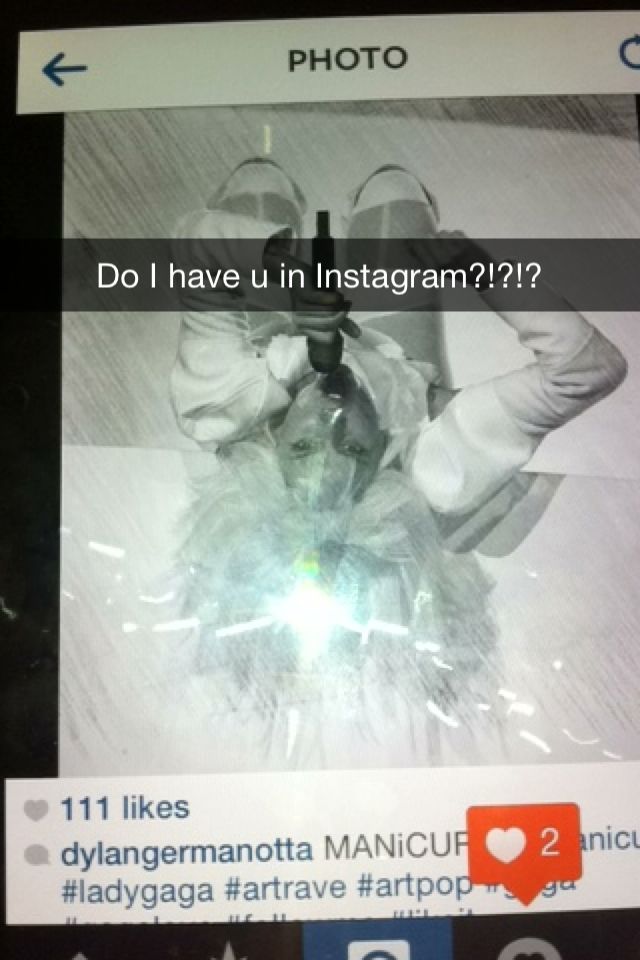 PHOTO
Do I have u in Instagram?!?!?
111 likes
dylangermanotta MANiCUR
2
#ladygaga #artrave #artpop